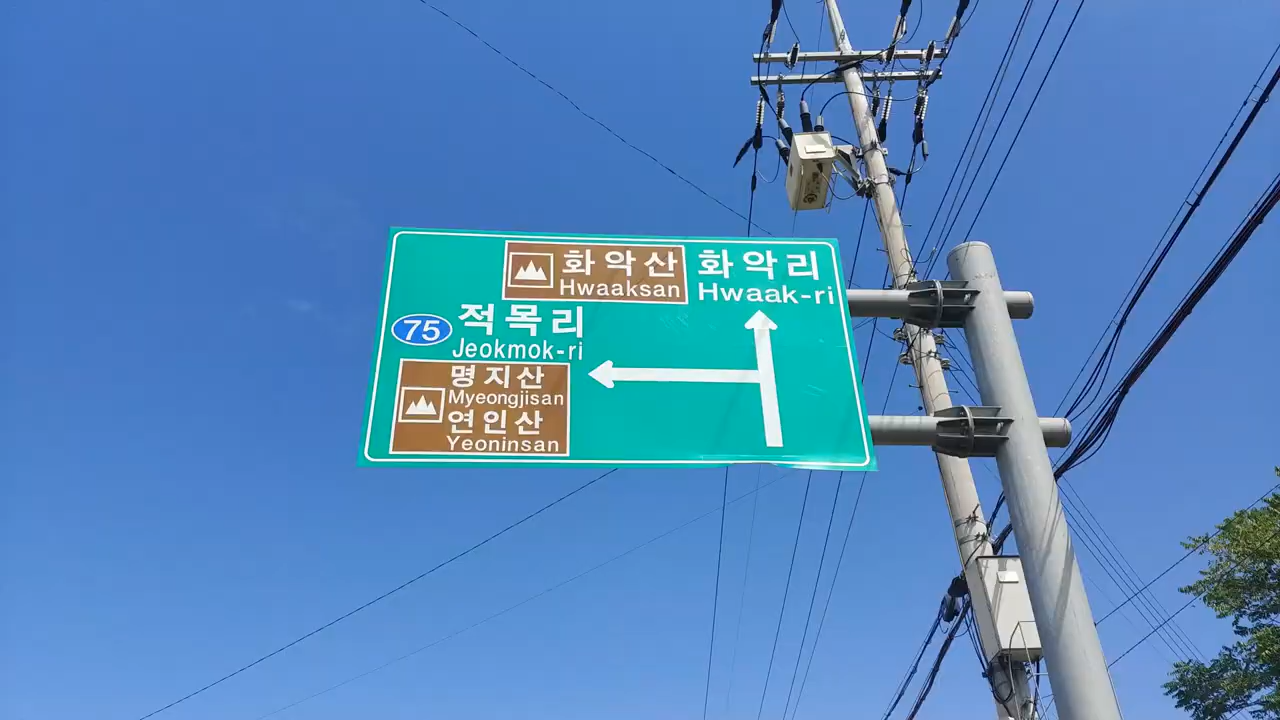 화악산 화악리
Hwaaksan Hwaak-ri
75 적목리
Jeokmok-ri
명지산
Myeongjisan
연인산
Yeoninsan